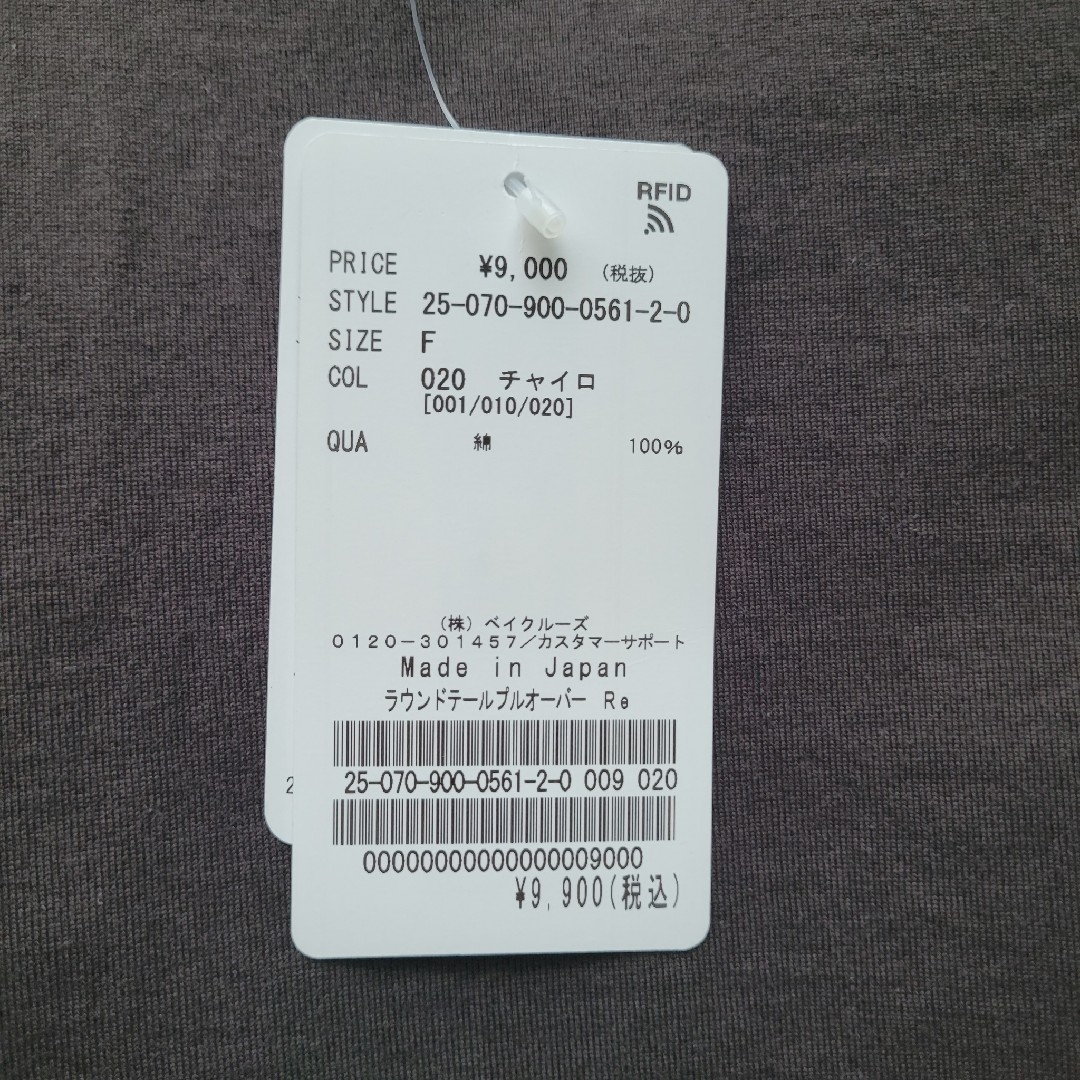 RFID
PRICE ¥9,000 (税抜)
STYLE 25-070-900-0561-2-0
SIZE F
COL 020 チャイロ
[001/010/020]
QUA 綿 100%
(株)ベイクルーズ
0120-301457/カスタマーサポート
Made in Japan
ラウンドテールプルオーバー Re
25-070-900-0561-2-0 009 020
00000000000000009000
¥9,900(税込)
2